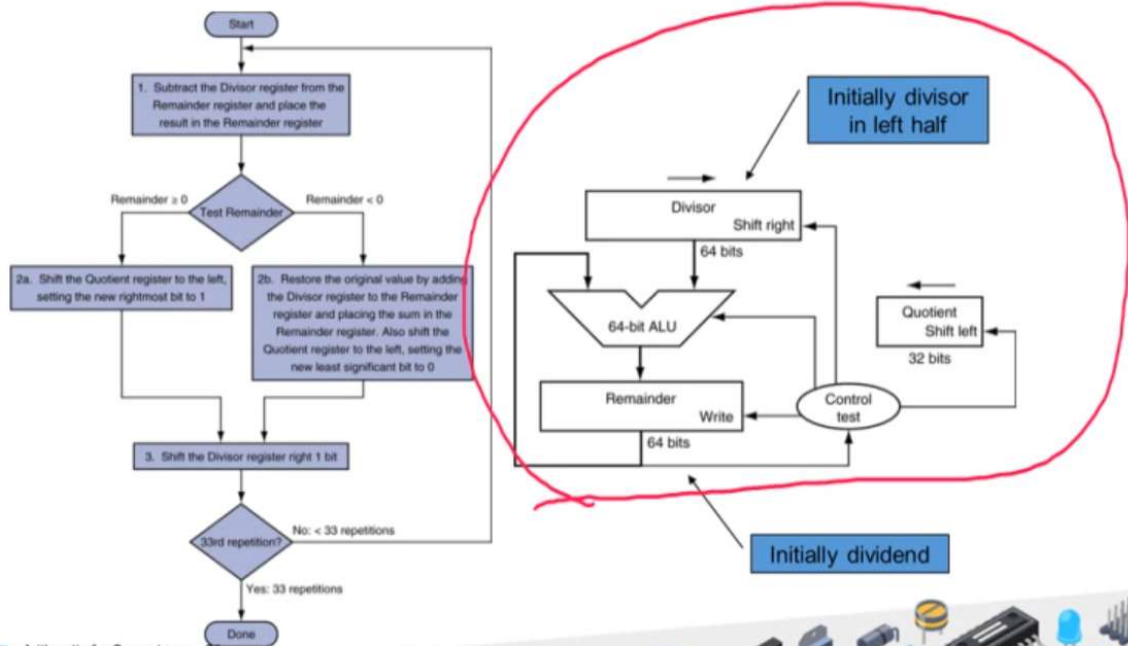 Start
1. Subtract the Divisor register from the
Remainder register and place the
result in the Remainder register
Remainder ≥ 0
Remainder < 0
Test Remainder
2a. Shift the Quotient register to the left,
setting the new rightmost bit to 1
2b. Restore the original value by adding
the Divisor register to the Remainder
register and placing the sum in the
Remainder register. Also shift the
Quotient register to the left, setting the
new least significant bit to 0
3. Shift the Divisor register right 1 bit
33rd repetition?
No: < 33 repetitions
Yes: 33 repetitions
Done
Initially divisor
in left half
Divisor
Shift right
64 bits
64-bit ALU
Quotient
Shift left
32 bits
Remainder
Write
64 bits
Control
test
Initially dividend